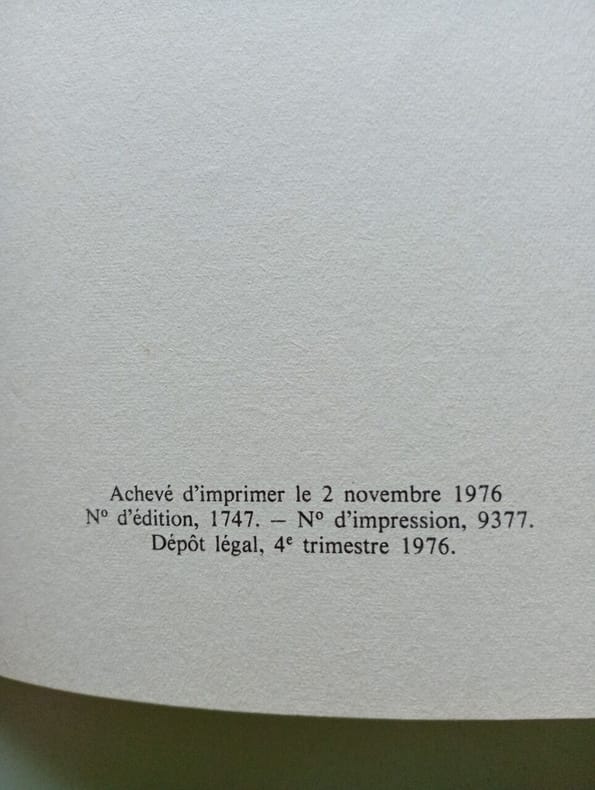 Achevé d'imprimer le 2 novembre 1976
Nº d'édition, 1747. – Nº d'impression, 9377.
Dépôt légal, 4ᵉ trimestre 1976.